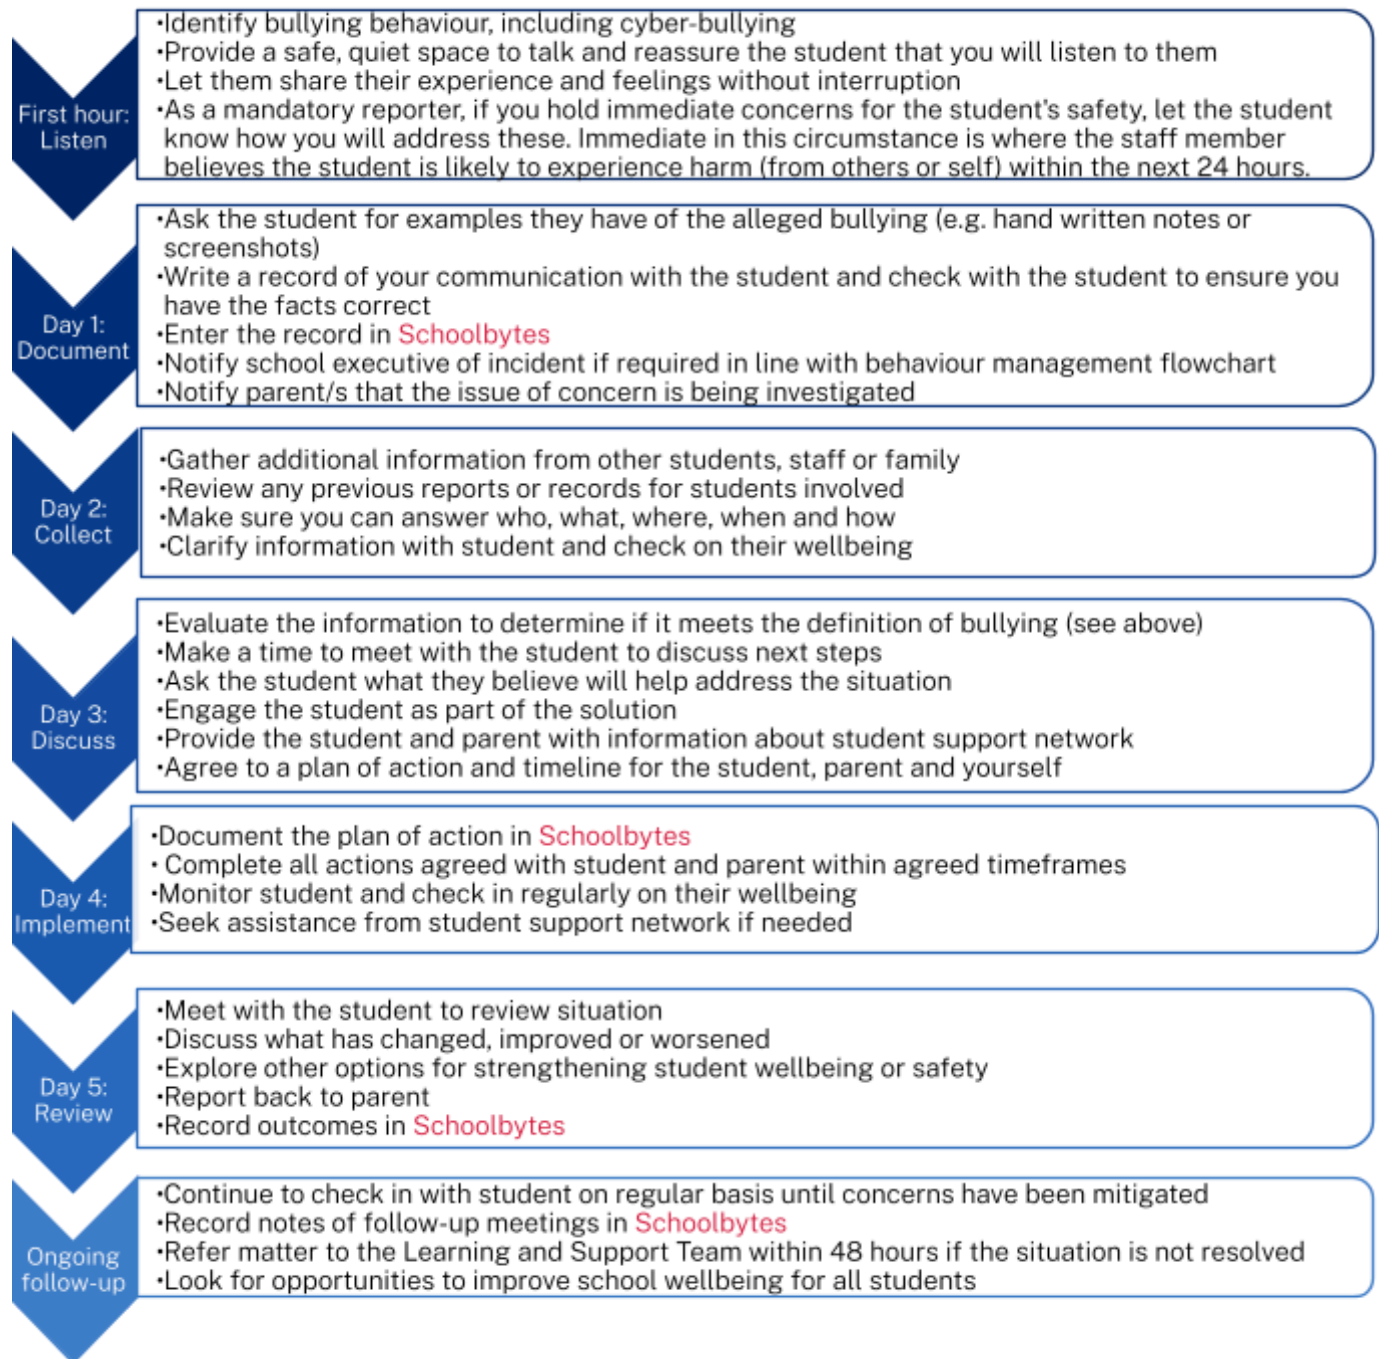 First hour:
Listen
•Identify bullying behaviour, including cyber-bullying
•Provide a safe, quiet space to talk and reassure the student that you will listen to them
•Let them share their experience and feelings without interruption
•As a mandatory reporter, if you hold immediate concerns for the student's safety, let the student
know how you will address these. Immediate in this circumstance is where the staff member
believes the student is likely to experience harm (from others or self) within the next 24 hours.
Day 1:
Document
•Ask the student for examples they have of the alleged bullying (e.g. hand written notes or
screenshots)
•Write a record of your communication with the student and check with the student to ensure you
have the facts correct
•Enter the record in Schoolbytes
•Notify school executive of incident if required in line with behaviour management flowchart
•Notify parent/s that the issue of concern is being investigated
Day 2:
Collect
•Gather additional information from other students, staff or family
•Review any previous reports or records for students involved
•Make sure you can answer who, what, where, when and how
•Clarify information with student and check on their wellbeing
Day 3:
Discuss
•Evaluate the information to determine if it meets the definition of bullying (see above)
•Make a time to meet with the student to discuss next steps
•Ask the student what they believe will help address the situation
•Engage the student as part of the solution
•Provide the student and parent with information about student support network
•Agree to a plan of action and timeline for the student, parent and yourself
Day 4:
Implement
•Document the plan of action in Schoolbytes
• Complete all actions agreed with student and parent within agreed timeframes
•Monitor student and check in regularly on their wellbeing
•Seek assistance from student support network if needed
Day 5:
Review
•Meet with the student to review situation
•Discuss what has changed, improved or worsened
•Explore other options for strengthening student wellbeing or safety
•Report back to parent
•Record outcomes in Schoolbytes
Ongoing
follow-up
•Continue to check in with student on regular basis until concerns have been mitigated
•Record notes of follow-up meetings in Schoolbytes
•Refer matter to the Learning and Support Team within 48 hours if the situation is not resolved
•Look for opportunities to improve school wellbeing for all students